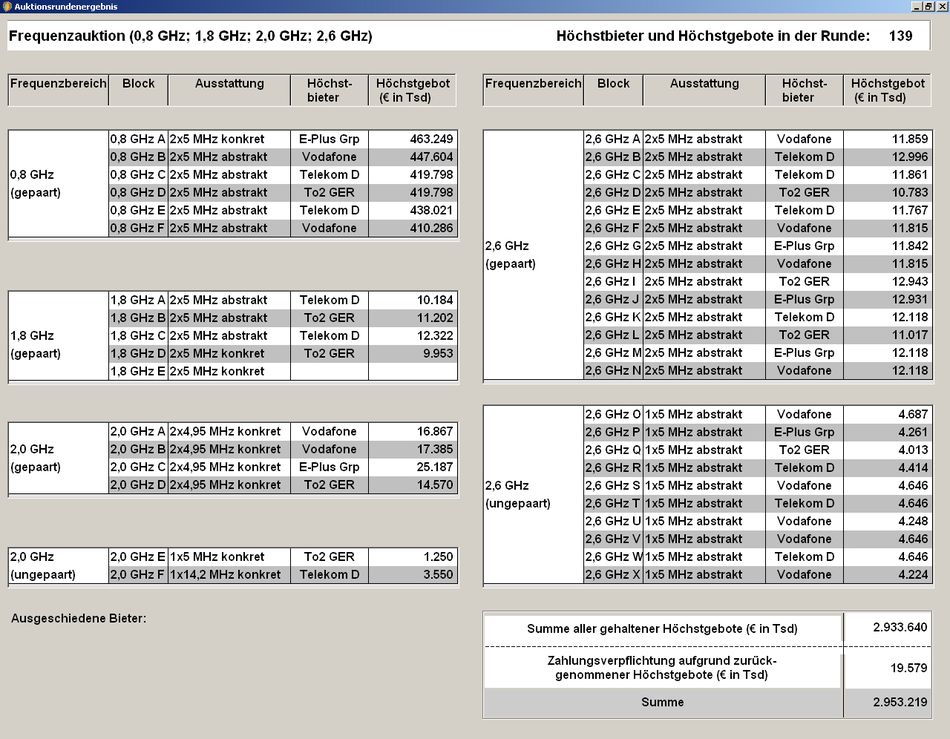 Auktionsrundenergebnis
Frequenzauktion (0,8 GHz; 1,8 GHz; 2,0 GHz; 2,6 GHz)
Höchstbieter und Höchstgebote in der Runde: 139
Frequenzbereich Block Ausstattung Höchst-bieter Höchstgebot (€ in Tsd)
0,8 GHz (gepaart)
0,8 GHz A 2x5 MHz konkret E-Plus Grp 463.249
0,8 GHz B 2x5 MHz abstrakt Vodafone 447.604
0,8 GHz C 2x5 MHz abstrakt Telekom D 419.798
0,8 GHz D 2x5 MHz abstrakt To2 GER 419.798
0,8 GHz E 2x5 MHz abstrakt Telekom D 438.021
0,8 GHz F 2x5 MHz abstrakt Vodafone 410.286
1,8 GHz (gepaart)
1,8 GHz A 2x5 MHz abstrakt Telekom D 10.184
1,8 GHz B 2x5 MHz abstrakt To2 GER 11.202
1,8 GHz C 2x5 MHz abstrakt Telekom D 12.322
1,8 GHz D 2x5 MHz konkret To2 GER 9.953
1,8 GHz E 2x5 MHz konkret
2,0 GHz (gepaart)
2,0 GHz A 2x4,95 MHz konkret Vodafone 16.867
2,0 GHz B 2x4,95 MHz konkret Vodafone 17.385
2,0 GHz C 2x4,95 MHz konkret E-Plus Grp 25.187
2,0 GHz D 2x4,95 MHz konkret To2 GER 14.570
2,0 GHz (ungepaart)
2,0 GHz E 1x5 MHz konkret To2 GER 1.250
2,0 GHz F 1x14,2 MHz konkret Telekom D 3.550
Ausgeschiedene Bieter:
Frequenzbereich Block Ausstattung Höchst-bieter Höchstgebot (€ in Tsd)
2,6 GHz (gepaart)
2,6 GHz A 2x5 MHz abstrakt Vodafone 11.859
2,6 GHz B 2x5 MHz abstrakt Telekom D 12.996
2,6 GHz C 2x5 MHz abstrakt Telekom D 11.861
2,6 GHz D 2x5 MHz abstrakt To2 GER 10.783
2,6 GHz E 2x5 MHz abstrakt Telekom D 11.767
2,6 GHz F 2x5 MHz abstrakt Vodafone 11.815
2,6 GHz G 2x5 MHz abstrakt E-Plus Grp 11.842
2,6 GHz H 2x5 MHz abstrakt Vodafone 11.815
2,6 GHz I 2x5 MHz abstrakt To2 GER 12.943
2,6 GHz J 2x5 MHz abstrakt E-Plus Grp 12.931
2,6 GHz K 2x5 MHz abstrakt Telekom D 12.118
2,6 GHz L 2x5 MHz abstrakt To2 GER 11.017
2,6 GHz M 2x5 MHz abstrakt E-Plus Grp 12.118
2,6 GHz N 2x5 MHz abstrakt Vodafone 12.118
2,6 GHz (ungepaart)
2,6 GHz O 1x5 MHz abstrakt Vodafone 4.687
2,6 GHz P 1x5 MHz abstrakt E-Plus Grp 4.261
2,6 GHz Q 1x5 MHz abstrakt To2 GER 4.013
2,6 GHz R 1x5 MHz abstrakt Telekom D 4.414
2,6 GHz S 1x5 MHz abstrakt Vodafone 4.646
2,6 GHz T 1x5 MHz abstrakt Telekom D 4.646
2,6 GHz U 1x5 MHz abstrakt Vodafone 4.248
2,6 GHz V 1x5 MHz abstrakt Vodafone 4.646
2,6 GHz W 1x5 MHz abstrakt Telekom D 4.646
2,6 GHz X 1x5 MHz abstrakt Vodafone 4.224
Summe aller gehaltener Höchstgebote (€ in Tsd) 2.933.640
Zahlungsverpflichtung aufgrund zurück-
genommener Höchstgebote (€ in Tsd) 19.579
Summe 2.953.219